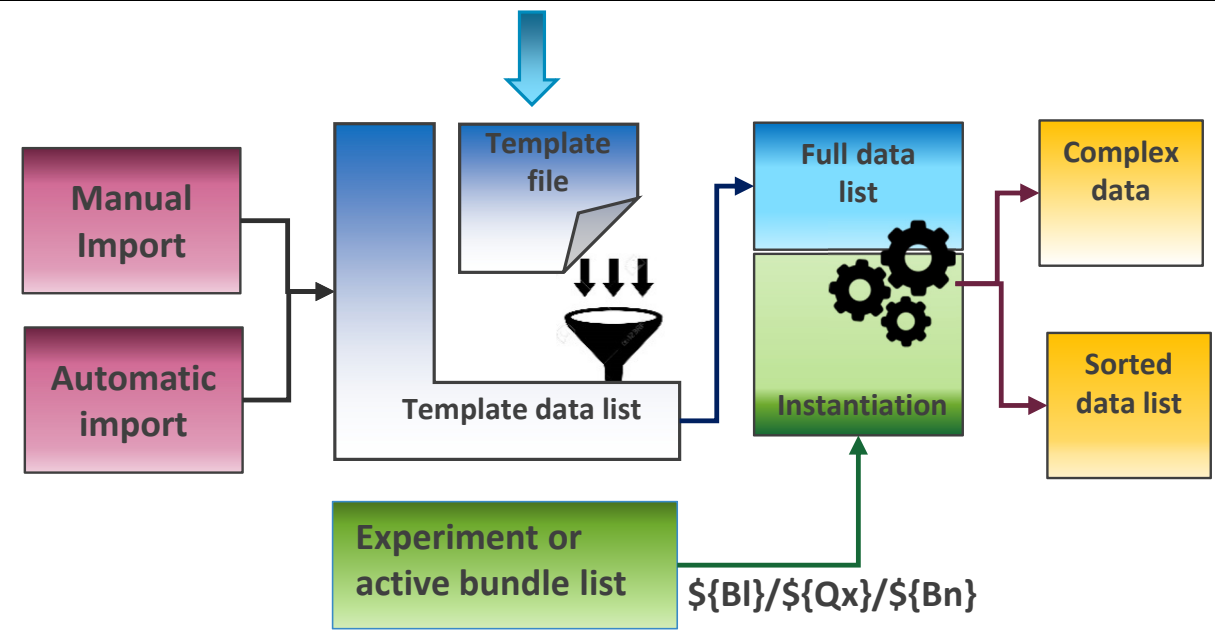 Manual
Import
Automatic
import
Template
file
Template data list
Full data
list
Instantiation
Complex
data
Sorted
data list
Experiment or
active bundle list
${Bl}/${Qx}/${Bn}